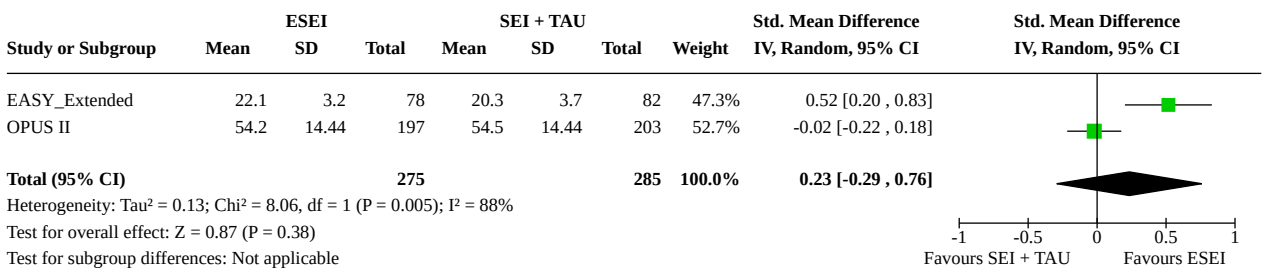 ESEI SEI + TAU Std. Mean Difference Std. Mean Difference
Study or Subgroup Mean SD Total Mean SD Total Weight IV, Random, 95% CI IV, Random, 95% CI
EASY_Extended 22.1 3.2 78 20.3 3.7 82 47.3% 0.52 [0.20 , 0.83]
OPUS II 54.2 14.44 197 54.5 14.44 203 52.7% -0.02 [-0.22 , 0.18]
Total (95% CI) 275 285 100.0% 0.23 [-0.29 , 0.76]
Heterogeneity: Tau² = 0.13; Chi² = 8.06, df = 1 (P = 0.005); I² = 88%
Test for overall effect: Z = 0.87 (P = 0.38)
Test for subgroup differences: Not applicable
-1 -0.5 0 0.5 1
Favours SEI + TAU Favours ESEI